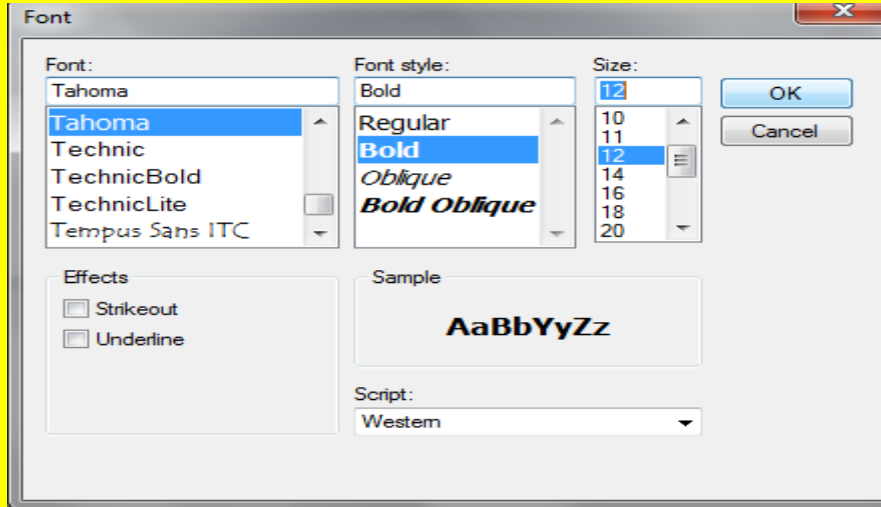 Font
Font:
Tahoma
Tahoma
Technic
TechnicBold
TechnicLite
Tempus Sans ITC
Font style:
Bold
Regular
Bold
Oblique
Bold Oblique
Size:
12
10
11
12
14
16
18
20
OK
Cancel
Effects
Strikeout
Underline
Sample
AaBbYyZz
Script:
Western